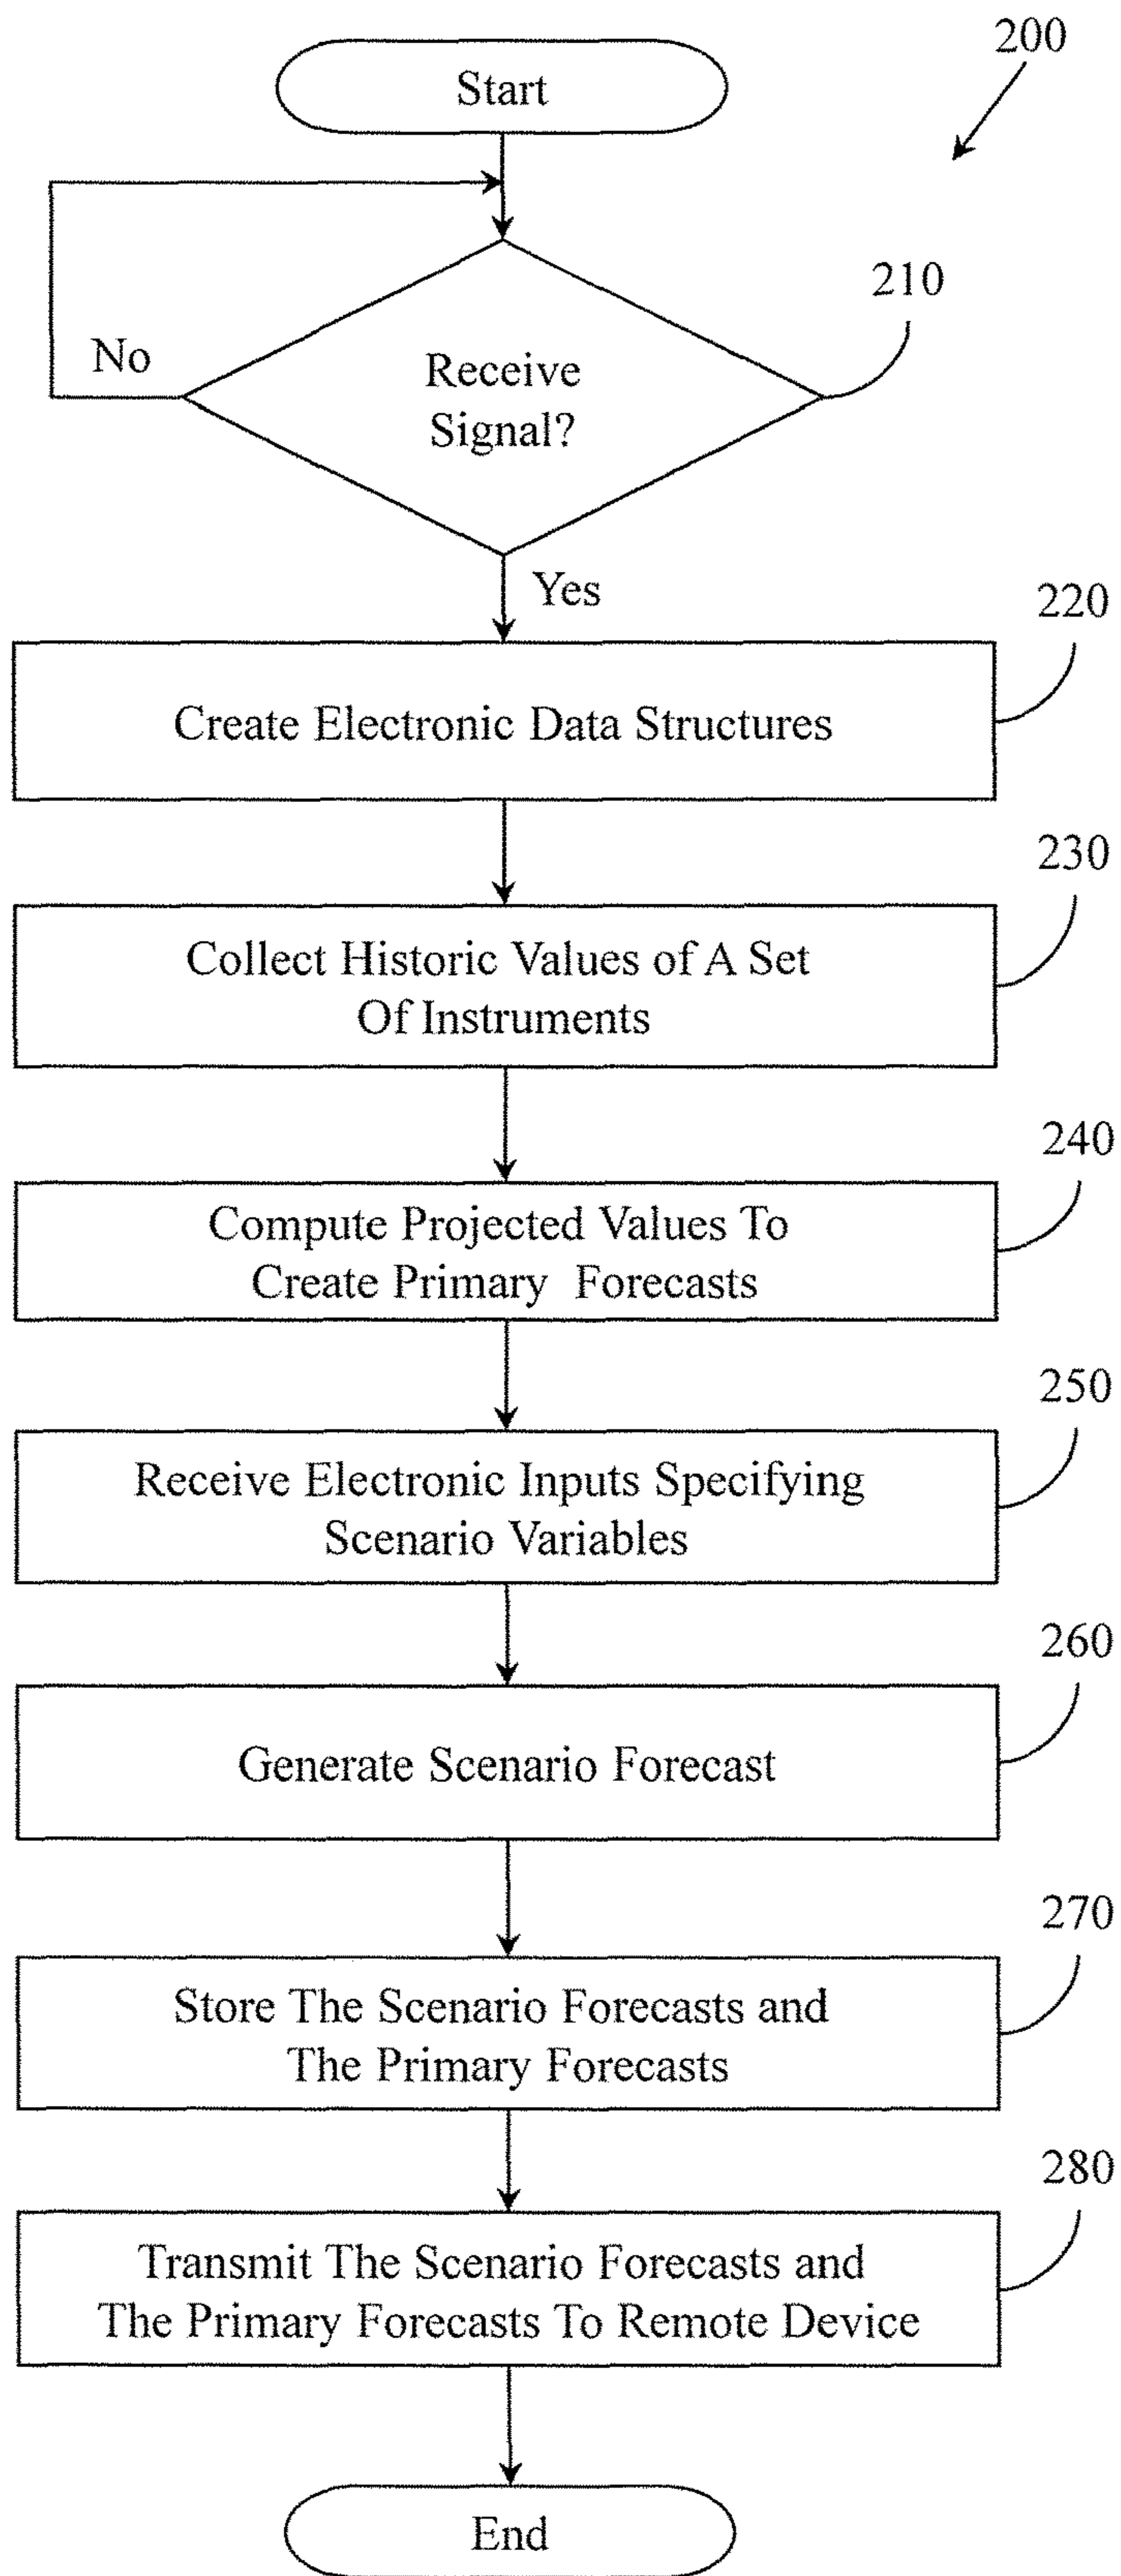 200
Start
210
No
Receive
Signal?
Yes
220
Create Electronic Data Structures
230
Collect Historic Values of A Set
Of Instruments
240
Compute Projected Values To
Create Primary Forecasts
250
Receive Electronic Inputs Specifying
Scenario Variables
260
Generate Scenario Forecast
270
Store The Scenario Forecasts and
The Primary Forecasts
280
Transmit The Scenario Forecasts and
The Primary Forecasts To Remote Device
End